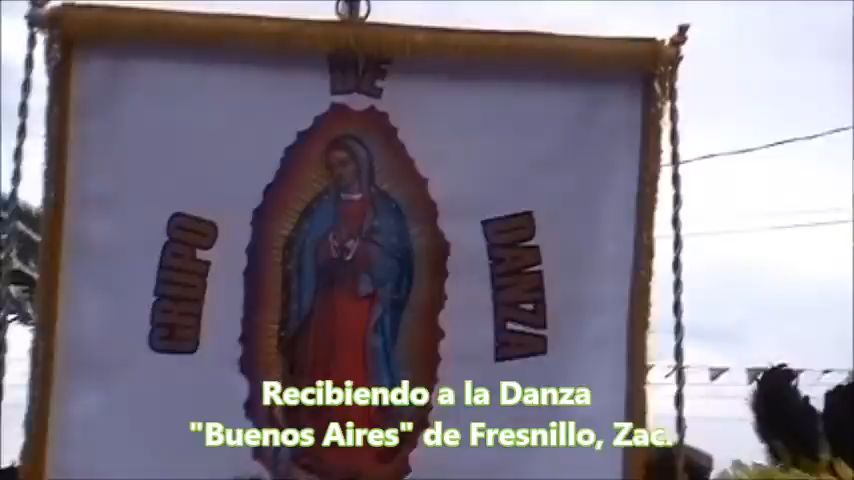 GRUPO
DE
DANZA
Recibiendo a la Danza
"Buenos Aires" de Fresnillo, Zac.